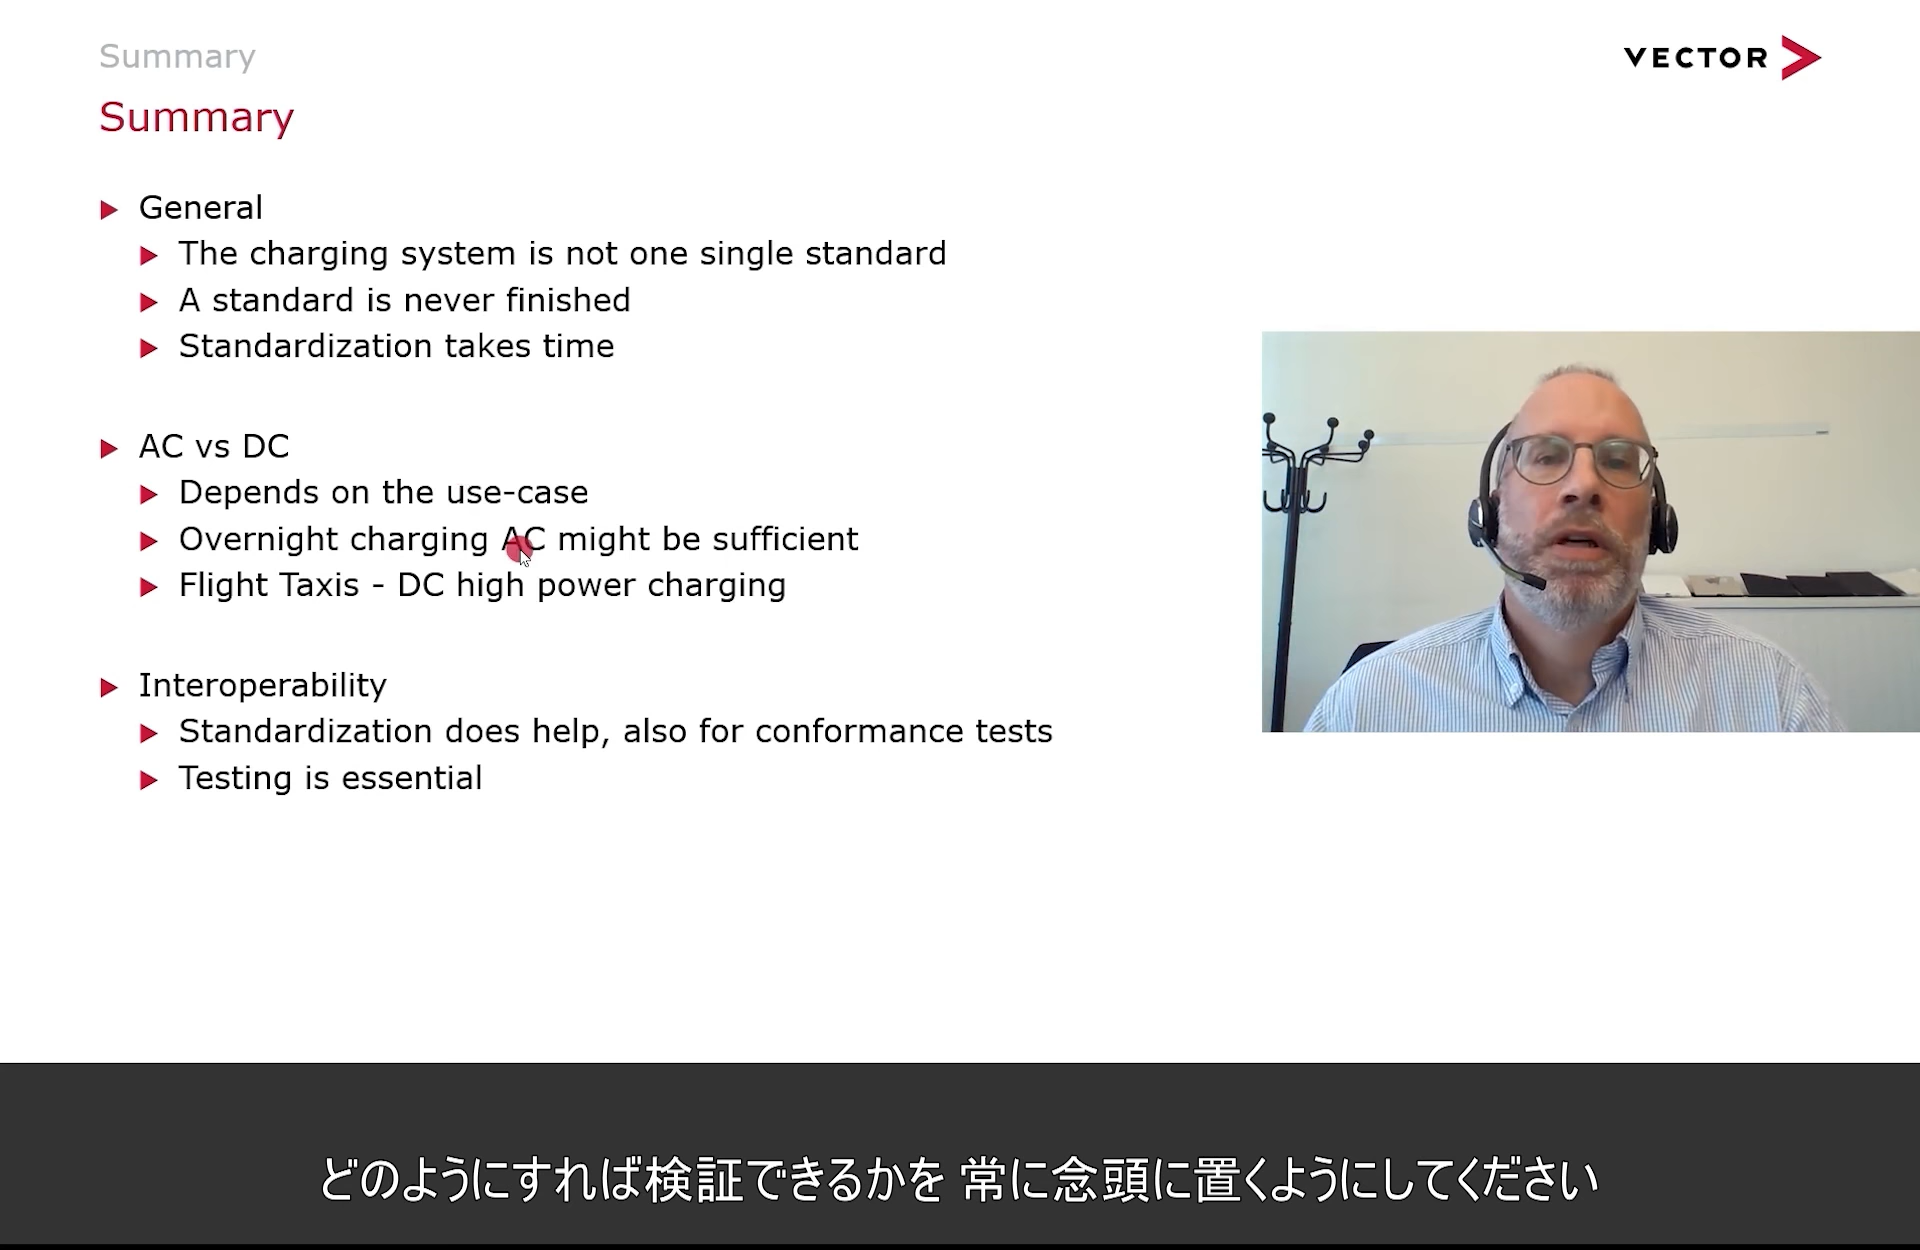 Summary
VECTOR
Summary
General
The charging system is not one single standard
A standard is never finished
Standardization takes time
AC vs DC
Depends on the use-case
Overnight charging AC might be sufficient
Flight Taxis - DC high power charging
Interoperability
Standardization does help, also for conformance tests
Testing is essential
どのようにすれば検証できるかを 常に念頭に置くようにしてください